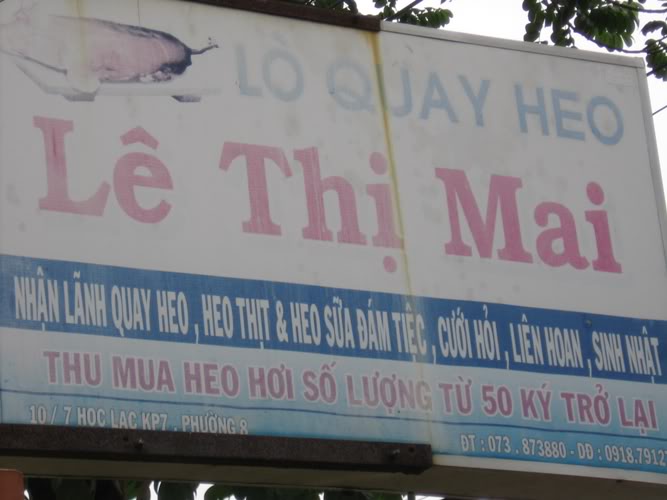 LÒ QUAY HEO
Lê Thị Mai
NHẬN LÃNH QUAY HEO , HEO THỊT & HEO SỮA ĐÁM TIỆC , CƯỚI HỎI , LIÊN HOAN , SINH NHẬT
THU MUA HEO HƠI SỐ LƯỢNG TỪ 50 KÝ TRỞ LẠI
10 / 7 HỌC LẠC KP7 , PHƯỜNG 8
ĐT : 073 . 873880 - DĐ : 0918.7912